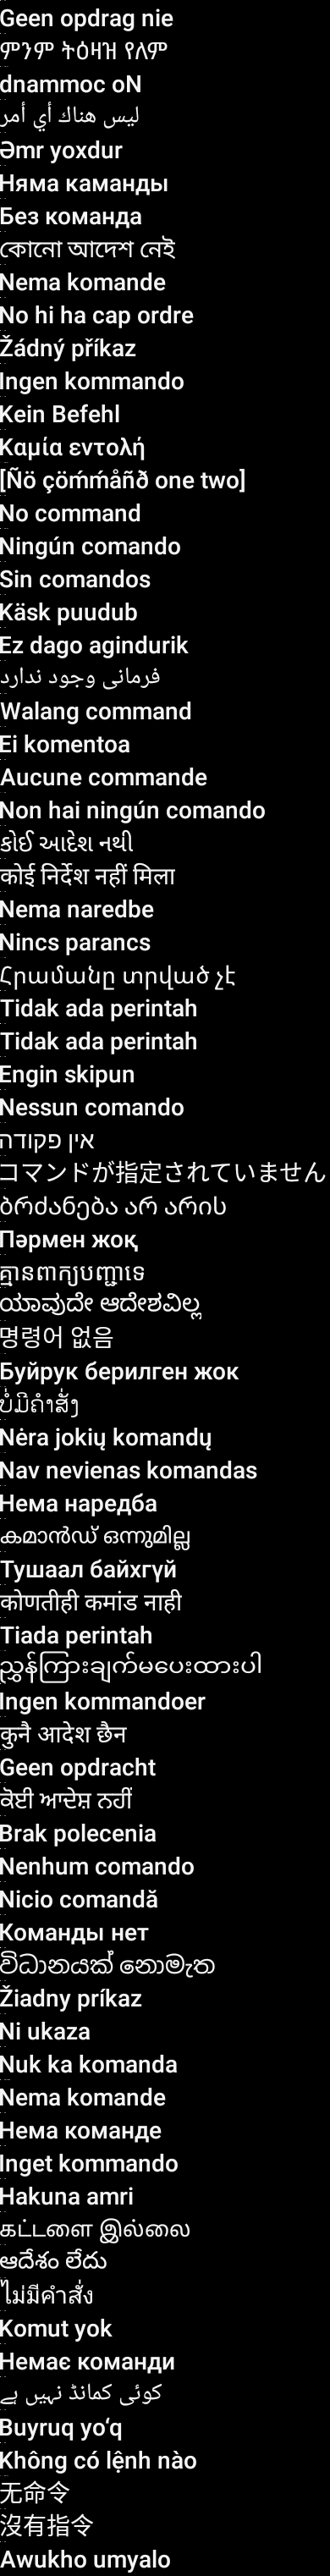 Geen opdrag nie
ምንም ትዕዛዝ የለም
dnammoc oN
ليس هناك أي أمر
Əmr yoxdur
Няма каманды
Без команда
কোনো আদেশ নেই
Nema komande
No hi ha cap ordre
Žádný příkaz
Ingen kommando
Kein Befehl
Καμία εντολή
[Ñö çöḿḿåñð one two]
No command
Ningún comando
Sin comandos
Käsk puudub
Ez dago agindurik
فرمانی وجود ندارد
Walang command
Ei komentoa
Aucune commande
Non hai ningún comando
કોઈ આદેશ નથી
कोई निर्देश नहीं मिला
Nema naredbe
Nincs parancs
Հրամանը տրված չէ
Tidak ada perintah
Tidak ada perintah
Engin skipun
Nessun comando
אין פקודה
コマンドが指定されていません
ბრძანება არ არის
Пәрмен жоқ
គ្មានពាក្យបញ្ជាទេ
ಯಾವುದೇ ಆದೇಶವಿಲ್ಲ
명령어 없음
Буйрук берилген жок
ບໍ່ມີຄຳສັ່ງ
Nėra jokių komandų
Nav nevienas komandas
Нема наредба
കമാൻഡ് ഒന്നുമില്ല
Тушаал байхгүй
कोणतीही कमांड नाही
Tiada perintah
ညွှန်ကြားချက်မပေးထားပါ
Ingen kommandoer
कुनै आदेश छैन
Geen opdracht
ਕੋਈ ਆਦੇਸ਼ ਨਹੀਂ
Brak polecenia
Nenhum comando
Nicio comandă
Команды нет
විධානයක් නොමැත
Žiadny príkaz
Ni ukaza
Nuk ka komanda
Nema komande
Нема команде
Inget kommando
Hakuna amri
கட்டளை இல்லை
ఆదేశం లేదు
ไม่มีคำสั่ง
Komut yok
Немає команди
کوئی کمانڈ نہیں ہے
Buyruq yo‘q
Không có lệnh nào
无命令
沒有指令
Awukho umyalo